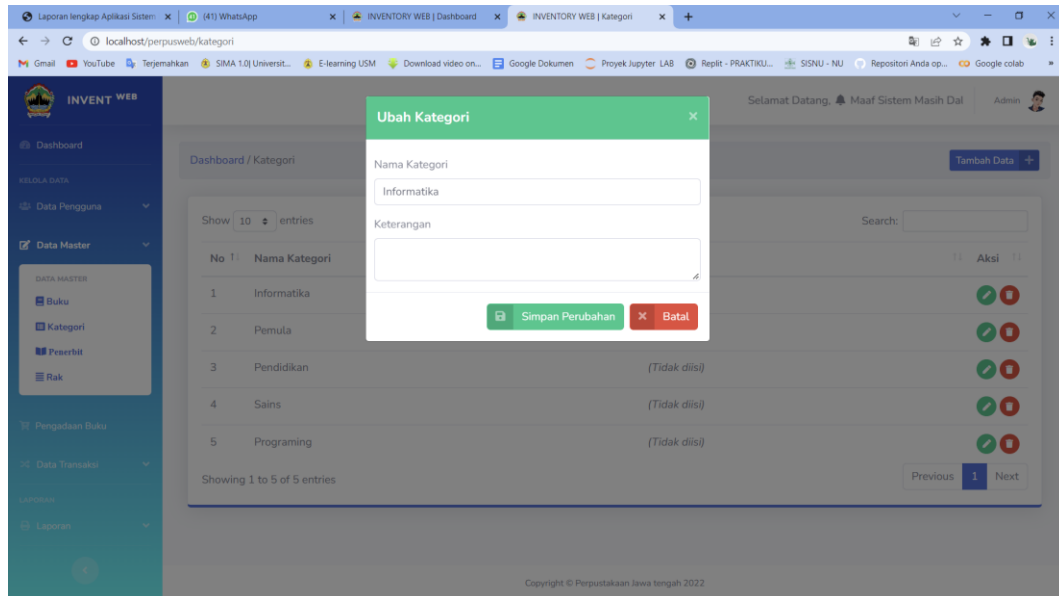 Laporan lengkap Aplikasi Sistem
(41) WhatsApp
INVENTORY WEB | Dashboard
INVENTORY WEB | Kategori
localhost/perpusweb/kategori
Gmail YouTube Terjemahkan SIMA 1.0| Universit... E-learning USM Download video on... Google Dokumen Proyek Jupyter LAB Replit - PRAKTIKU... SISNU - NU Repositori Anda op... Google colab »
INVENT WEB
Selamat Datang, Maaf Sistem Masih Dal
Admin
Dashboard
KELOLA DATA
Data Pengguna
Data Master
DATA MASTER
Buku
Kategori
Penerbit
Rak
Pengadaan Buku
Data Transaksi
LAPORAN
Laporan
Dashboard / Kategori
Tambah Data +
Show 10 entries
Search:
No Nama Kategori Aksi
1 Informatika
2 Pemula
3 Pendidikan (Tidak diisi)
4 Sains (Tidak diisi)
5 Programing (Tidak diisi)
Showing 1 to 5 of 5 entries
Previous 1 Next
Ubah Kategori ×
Nama Kategori
Informatika
Keterangan
Simpan Perubahan
Batal
Copyright © Perpustakaan Jawa tengah 2022